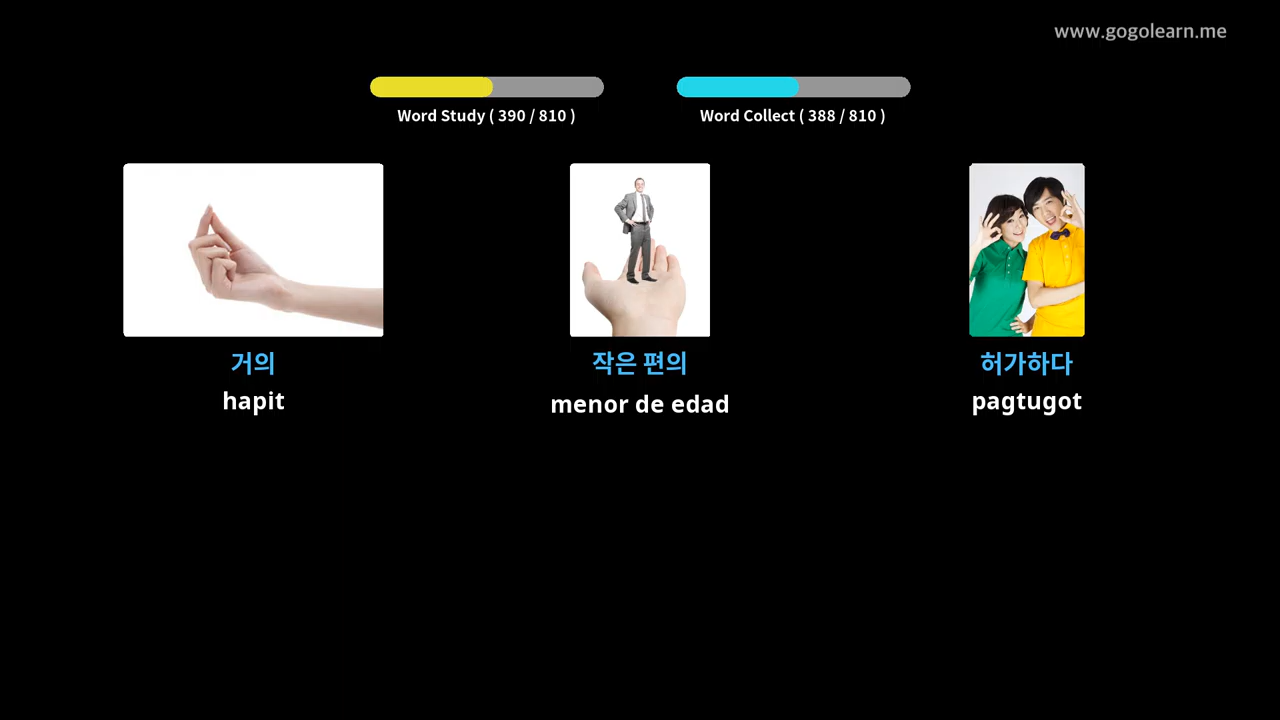 www.gogolearn.me
Word Study ( 390 / 810 )
Word Collect ( 388 / 810 )
거의
hapit
작은 편의
menor de edad
허가하다
pagtugot